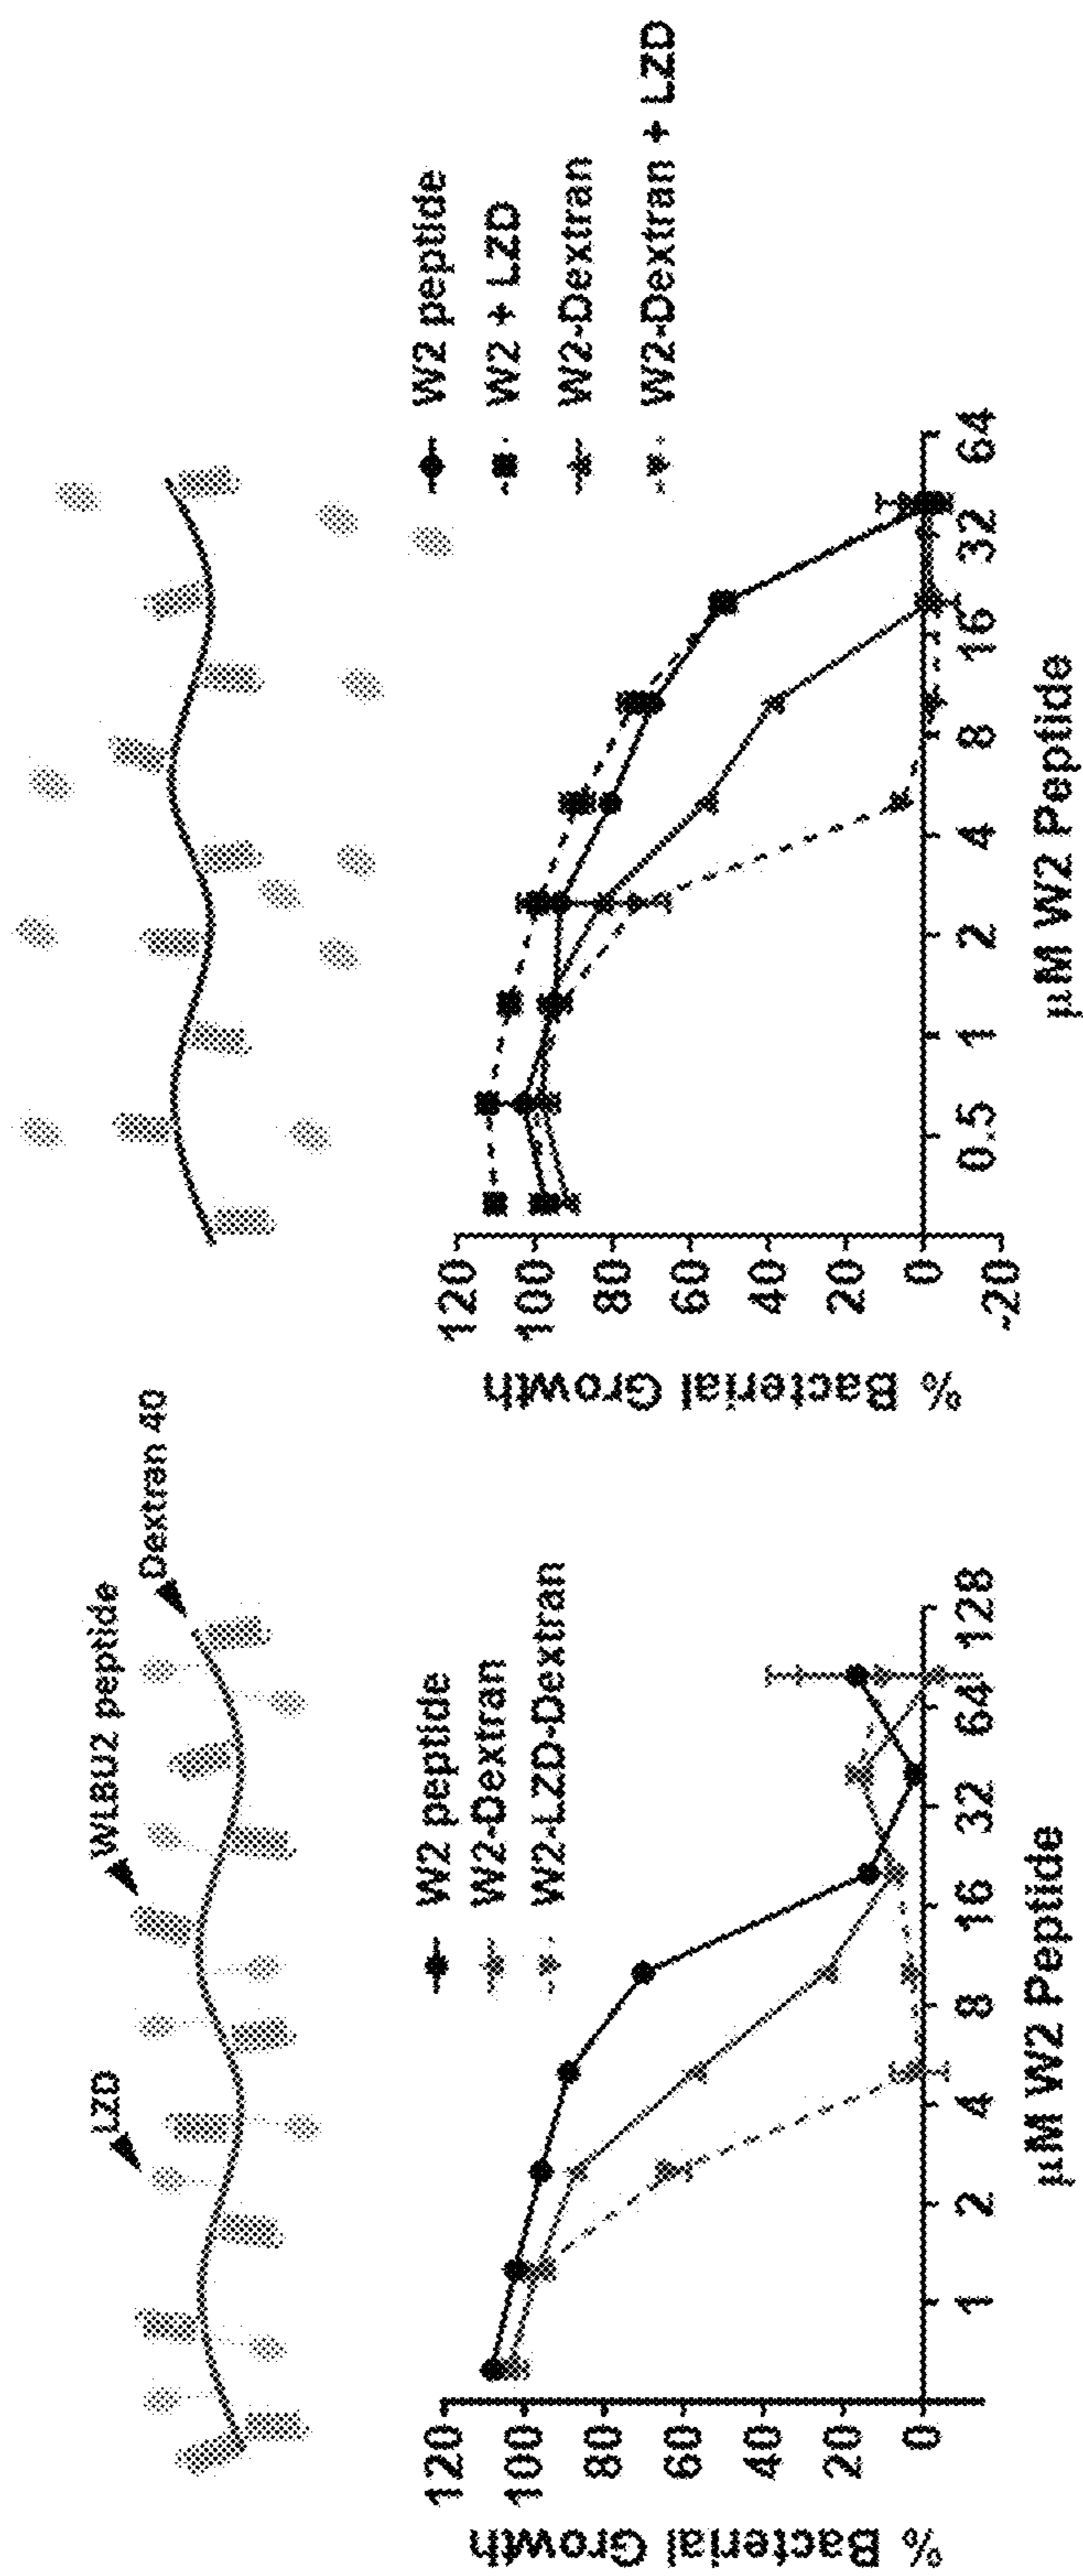 LZD
WLBU2 peptide
Dextran 40
W2 peptide
W2-Dextran
W2-LZD-Dextran
% Bacterial Growth
120
100
80
60
40
20
0
1
2
4
8
16
32
64
128
µM W2 Peptide
W2 peptide
W2 + LZD
W2-Dextran
W2-Dextran + LZD
% Bacterial Growth
120
100
80
60
40
20
0
-20
0.5
1
2
4
8
16
32
64
µM W2 Peptide